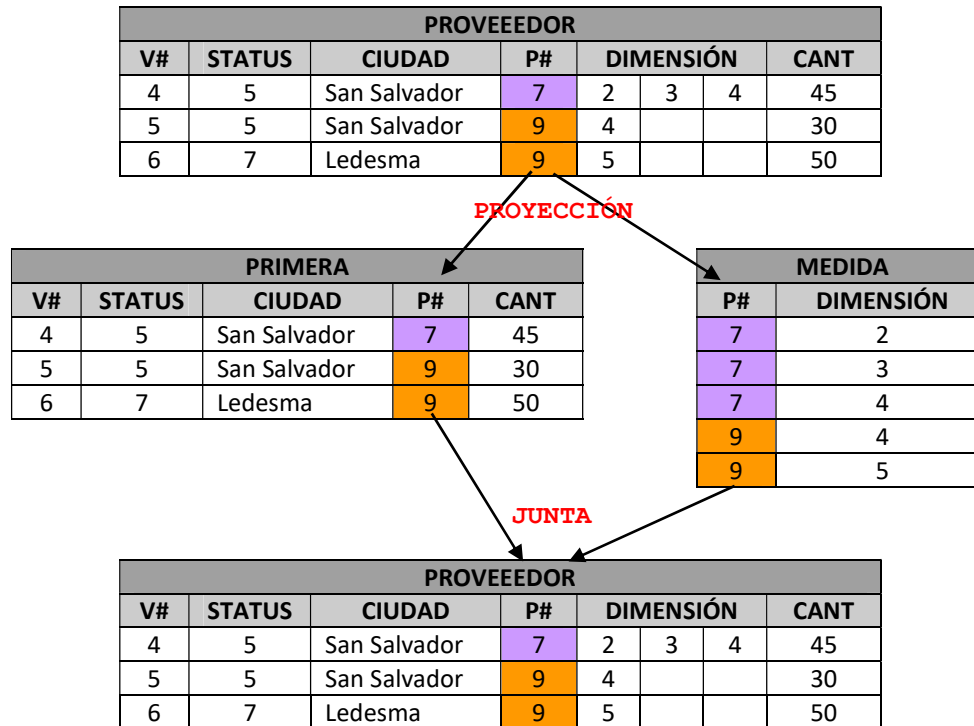 PROVEEEDOR
V# STATUS CIUDAD P# DIMENSIÓN CANT
4 5 San Salvador 7 2 3 4 45
5 5 San Salvador 9 4 30
6 7 Ledesma 9 5 50
PROYECCIÓN
PRIMERA
V# STATUS CIUDAD P# CANT
4 5 San Salvador 7 45
5 5 San Salvador 9 30
6 7 Ledesma 9 50
MEDIDA
P# DIMENSIÓN
7 2
7 3
7 4
9 4
9 5
JUNTA
PROVEEEDOR
V# STATUS CIUDAD P# DIMENSIÓN CANT
4 5 San Salvador 7 2 3 4 45
5 5 San Salvador 9 4 30
6 7 Ledesma 9 5 50